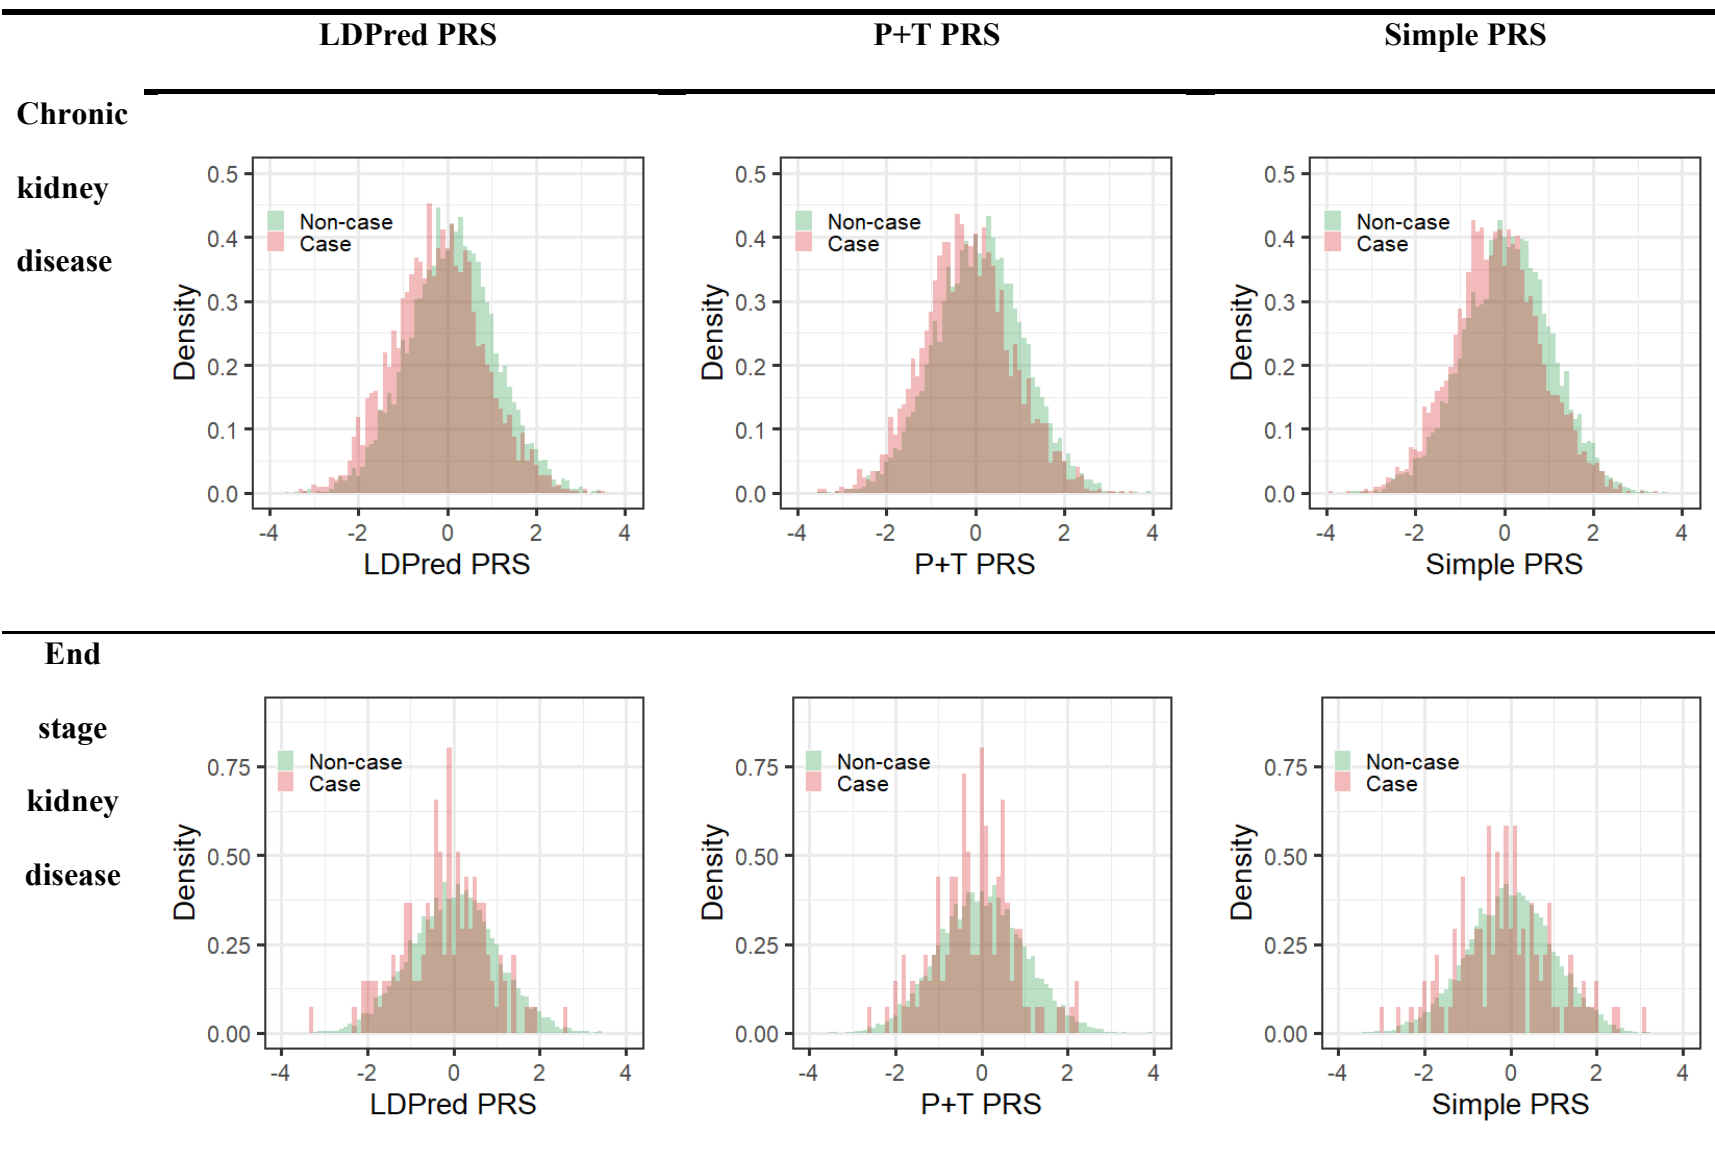 LDPred PRS
P+T PRS
Simple PRS
Chronic
kidney
disease
0.5
0.4
0.3
0.2
0.1
0.0
Density
Non-case
Case
-4 -2 0 2 4
LDPred PRS
0.5
0.4
0.3
0.2
0.1
0.0
Density
Non-case
Case
-4 -2 0 2 4
P+T PRS
0.5
0.4
0.3
0.2
0.1
0.0
Density
Non-case
Case
-4 -2 0 2 4
Simple PRS
End
stage
kidney
disease
0.75
0.50
0.25
0.00
Density
Non-case
Case
-4 -2 0 2 4
LDPred PRS
0.75
0.50
0.25
0.00
Density
Non-case
Case
-4 -2 0 2 4
P+T PRS
0.75
0.50
0.25
0.00
Density
Non-case
Case
-4 -2 0 2 4
Simple PRS